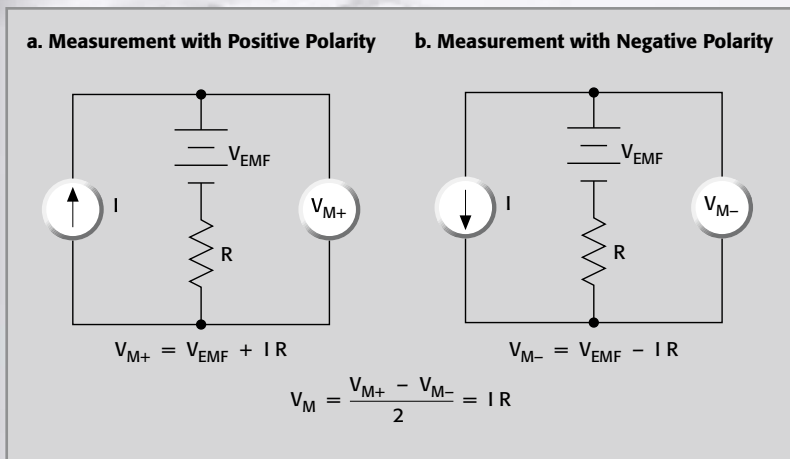 a. Measurement with Positive Polarity
b. Measurement with Negative Polarity
V_EMF
I
V_M+
R
V_M+ = V_EMF + I R
V_EMF
I
V_M–
R
V_M– = V_EMF – I R
V_M = (V_M+ – V_M–) / 2 = I R